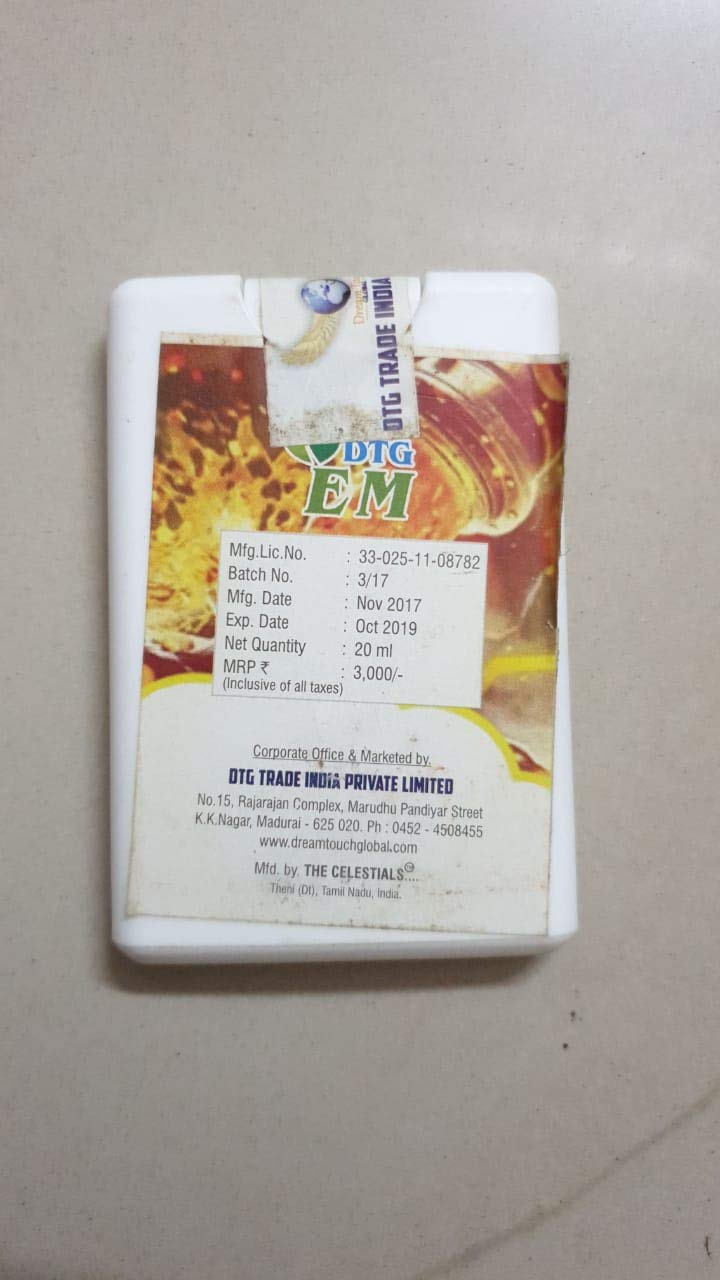 Dream
DTG TRADE INDIA
DTG
EM
Mfg.Lic.No. : 33-025-11-08782
Batch No. : 3/17
Mfg. Date : Nov 2017
Exp. Date : Oct 2019
Net Quantity : 20 ml
MRP ₹ : 3,000/-
(Inclusive of all taxes)
Corporate Office & Marketed by,
DTG TRADE INDIA PRIVATE LIMITED
No.15, Rajarajan Complex, Marudhu Pandiyar Street
K.K.Nagar, Madurai - 625 020. Ph : 0452 - 4508455
www.dreamtouchglobal.com
Mfd. by. THE CELESTIALS....
Theni (Dt), Tamil Nadu, India.